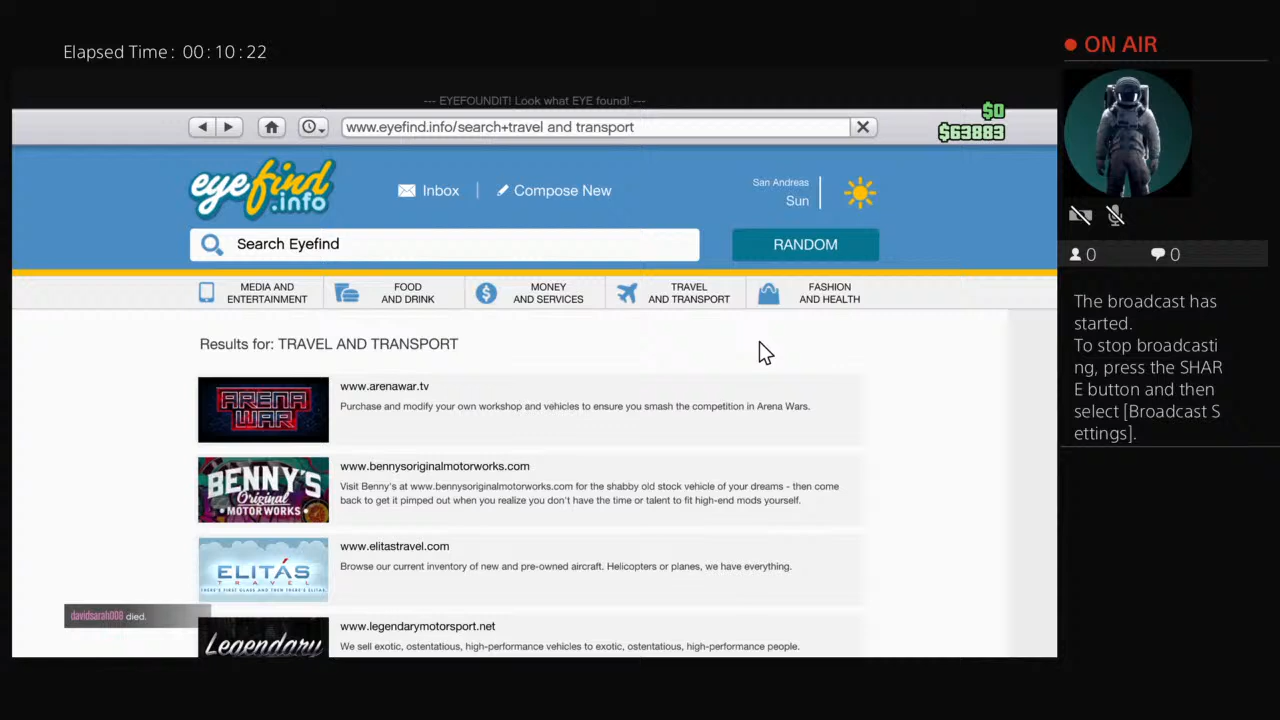 Elapsed Time: 00:10:22
ON AIR
--- EYEFOUNDIT! Look what EYE found! ---
$0
$63883
www.eyefind.info/search+travel and transport
eyefind.info
Inbox
Compose New
San Andreas
Sun
Search Eyefind
RANDOM
MEDIA AND ENTERTAINMENT
FOOD AND DRINK
MONEY AND SERVICES
TRAVEL AND TRANSPORT
FASHION AND HEALTH
Results for: TRAVEL AND TRANSPORT
ARENA WAR
www.arenawar.tv
Purchase and modify your own workshop and vehicles to ensure you smash the competition in Arena Wars.
BENNY'S
Original
MOTORWORKS
www.bennysoriginalmotorworks.com
Visit Benny's at www.bennysoriginalmotorworks.com for the shabby old stock vehicle of your dreams - then come
back to get it pimped out when you realize you don't have the time or talent to fit high-end mods yourself.
ELITÁS
TRAVEL
THERE'S FIRST CLASS AND THEN THERE'S ELITAS.
www.elitastravel.com
Browse our current inventory of new and pre-owned aircraft. Helicopters or planes, we have everything.
davidsarah008 died.
Legendary
www.legendarymotorsport.net
We sell exotic, ostentatious, high-performance vehicles to exotic, ostentatious, high-performance people.
0
0
The broadcast has
started.
To stop broadcasti
ng, press the SHAR
E button and then
select [Broadcast S
ettings].